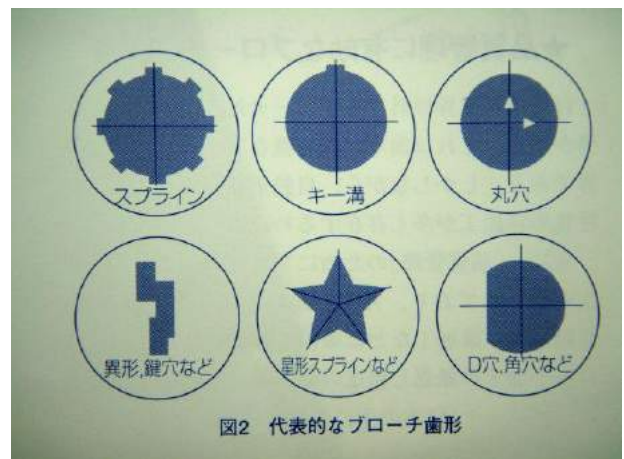 スプライン
キー溝
丸穴
異形,鍵穴など
星形スプラインなど
D穴,角穴など
図2 代表的なブローチ歯形